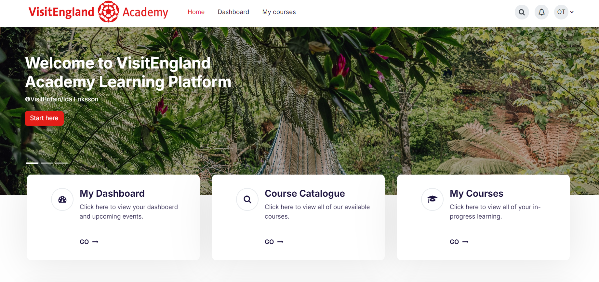 VisitEngland Academy
Home Dashboard My courses
OT
Welcome to VisitEngland
Academy Learning Platform
Start here
My Dashboard
Click here to view your dashboard
and upcoming events.
GO →
Course Catalogue
Click here to view all of our available
courses.
GO →
My Courses
Click here to view all of your in-
progress learning.
GO →